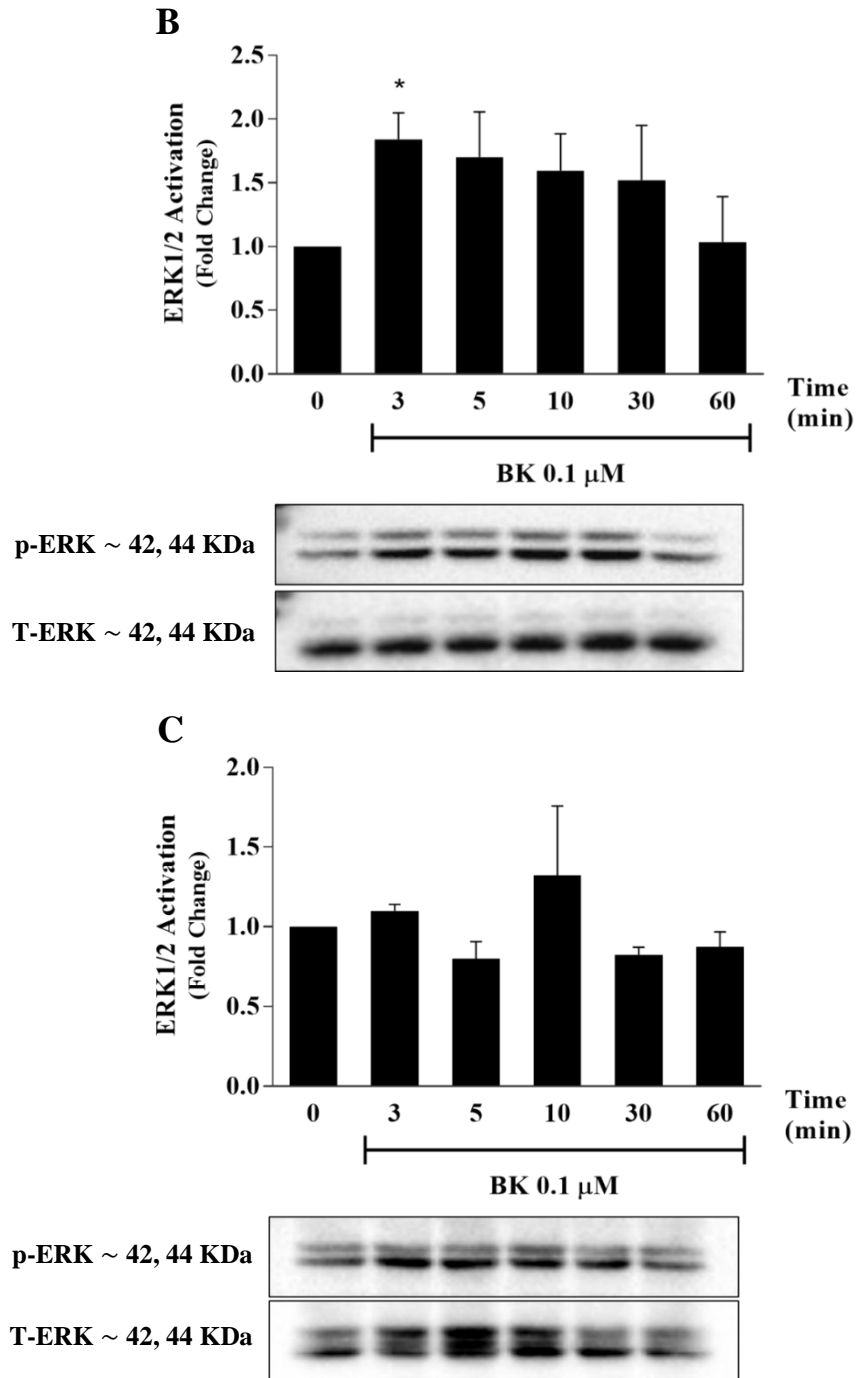 B
2.5
2.0
1.5
1.0
0.5
0.0
ERK1/2 Activation
(Fold Change)
*
0 3 5 10 30 60
Time
(min)
BK 0.1 μM
p-ERK ~ 42, 44 KDa
T-ERK ~ 42, 44 KDa
C
2.0
1.5
1.0
0.5
0.0
ERK1/2 Activation
(Fold Change)
0 3 5 10 30 60
Time
(min)
BK 0.1 μM
p-ERK ~ 42, 44 KDa
T-ERK ~ 42, 44 KDa